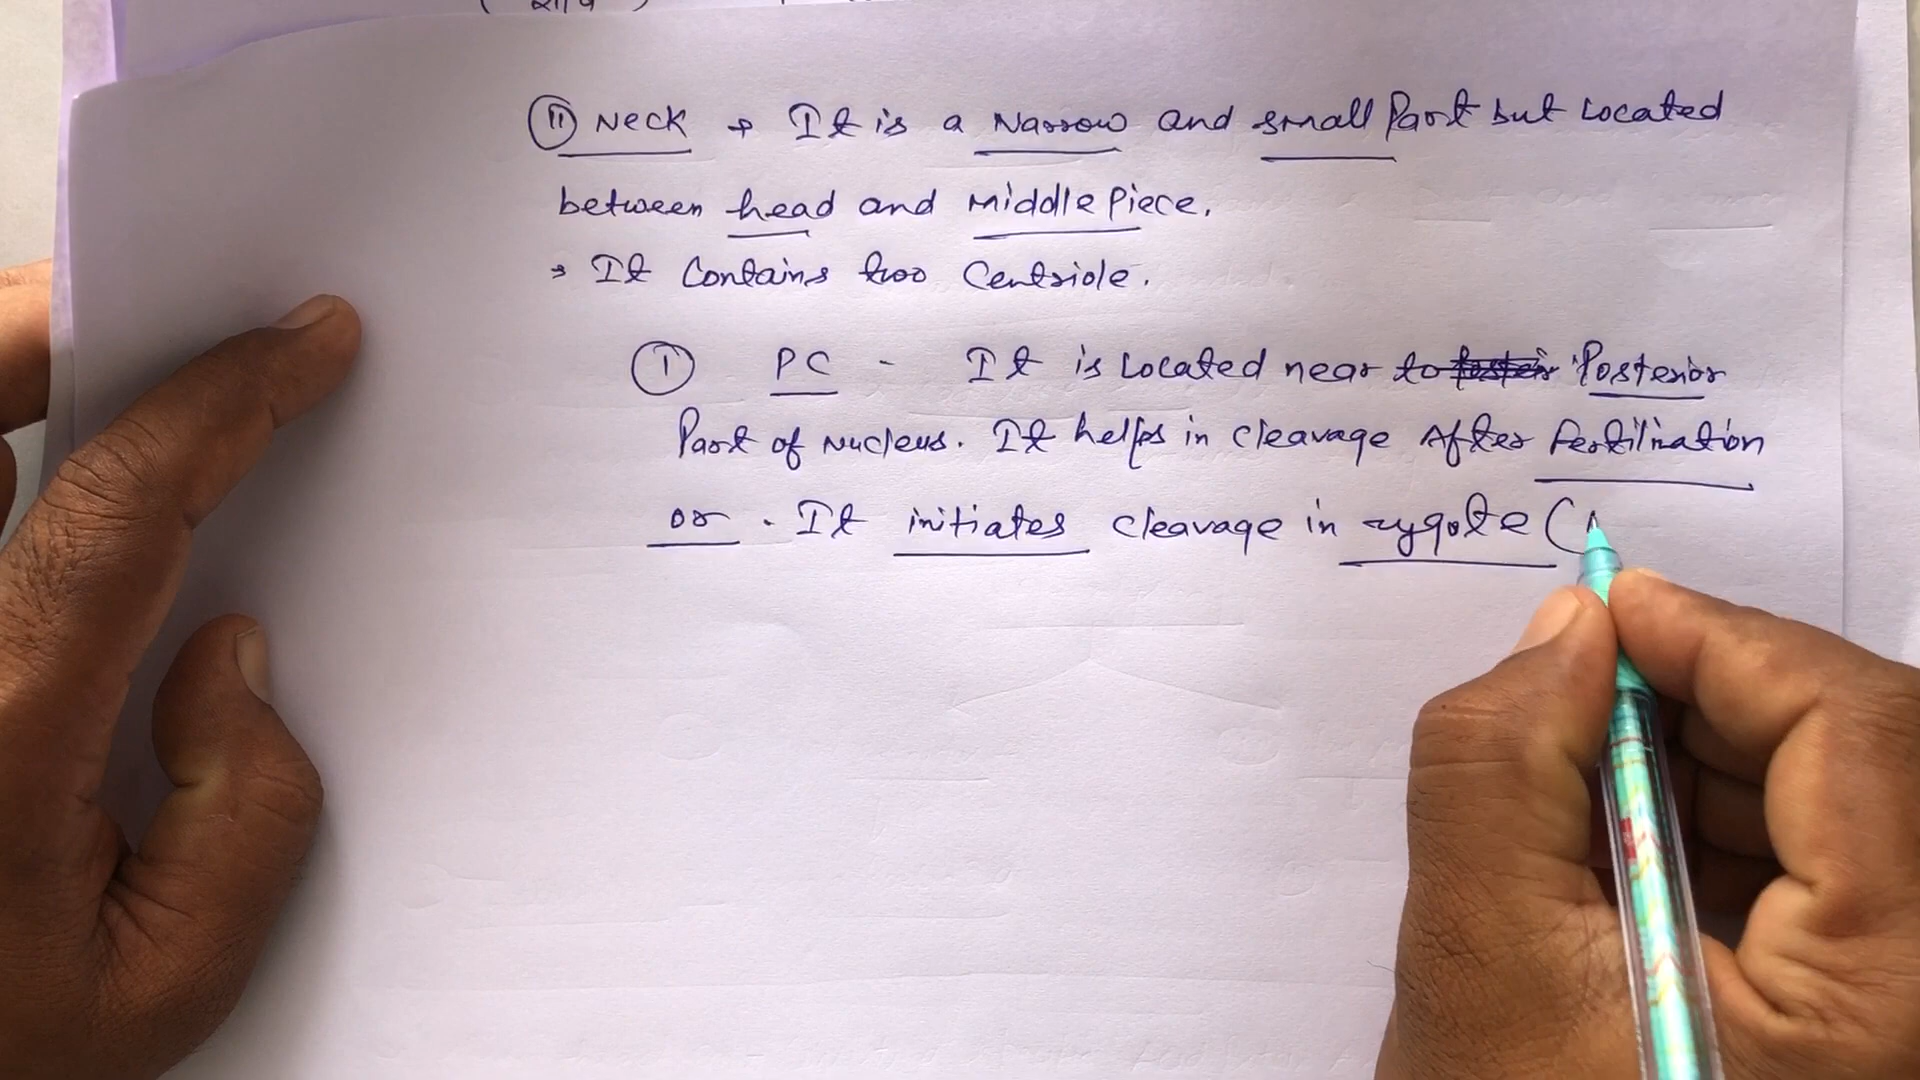 (II) Neck → It is a Narrow and small Part but Located
between head and Middle Piece.
→ It Contains two Centriole.
(I) PC - It is Located near to Posterior
Part of Nucleus. It helps in cleavage After fertilization
or . It initiates cleavage in zygote (